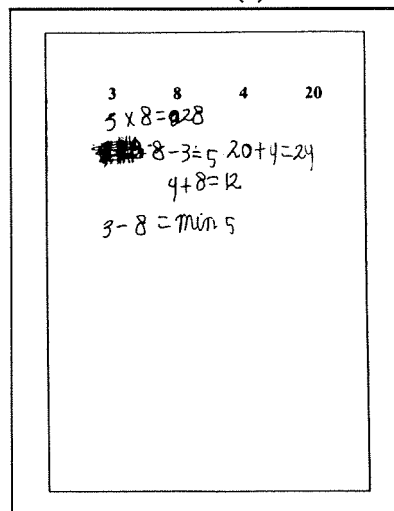 3 8 4 20
5 x 8 = 28
8 - 3 = 5 20 + 4 = 24
4 + 8 = 12
3 - 8 = min 5